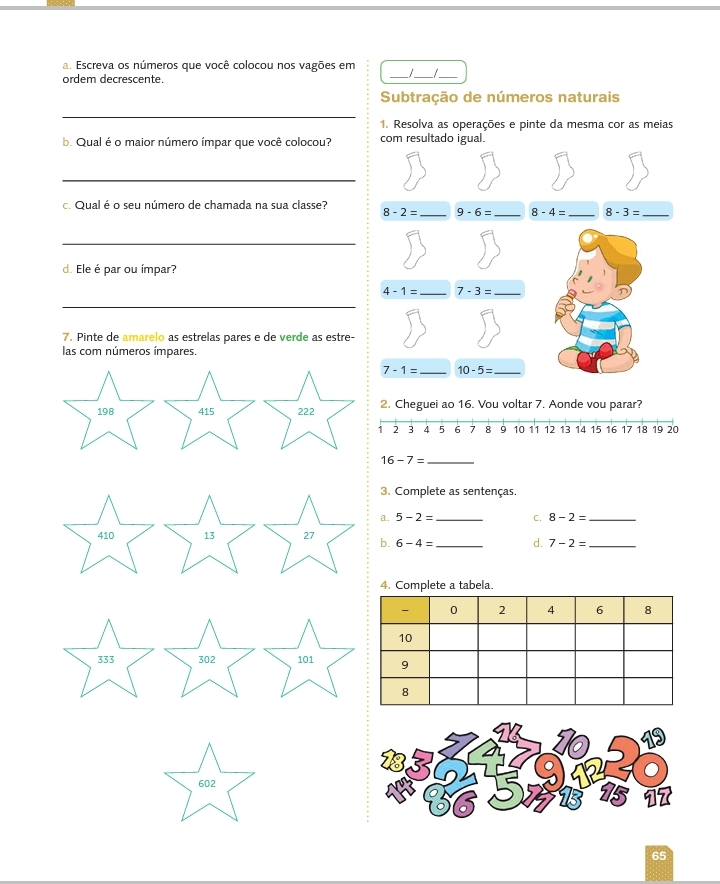 a. Escreva os números que você colocou nos vagões em
ordem decrescente.
b. Qual é o maior número ímpar que você colocou?
c. Qual é o seu número de chamada na sua classe?
d. Ele é par ou ímpar?
7. Pinte de amarelo as estrelas pares e de verde as estre-
las com números ímpares.
198 415 222
410 13 27
333 302 101
602
___/___/___
Subtração de números naturais
1. Resolva as operações e pinte da mesma cor as meias
com resultado igual.
8 - 2 = ____ 9 - 6 = ____ 8 - 4 = ____ 8 - 3 = ____
4 - 1 = ____ 7 - 3 = ____
7 - 1 = ____ 10 - 5 = ____
2. Cheguei ao 16. Vou voltar 7. Aonde vou parar?
1 2 3 4 5 6 7 8 9 10 11 12 13 14 15 16 17 18 19 20
16 – 7 = _______
3. Complete as sentenças.
a. 5 – 2 = _______ c. 8 – 2 = _______
b. 6 – 4 = _______ d. 7 – 2 = _______
4. Complete a tabela.
– 0 2 4 6 8
10
9
8
18 3 1 4 16 7 10 20 19
14 2 8 6 5 11 9 13 12 15 17
65